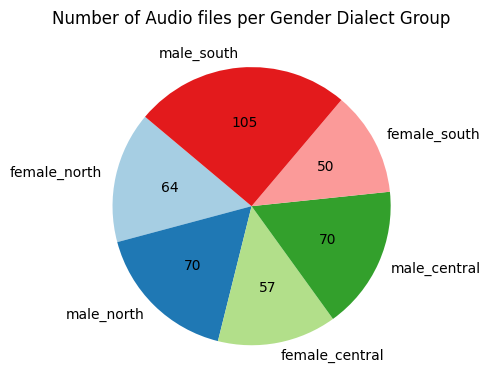 Number of Audio files per Gender Dialect Group
male_south
105
female_south
50
female_north
64
70
male_central
70
male_north
57
female_central